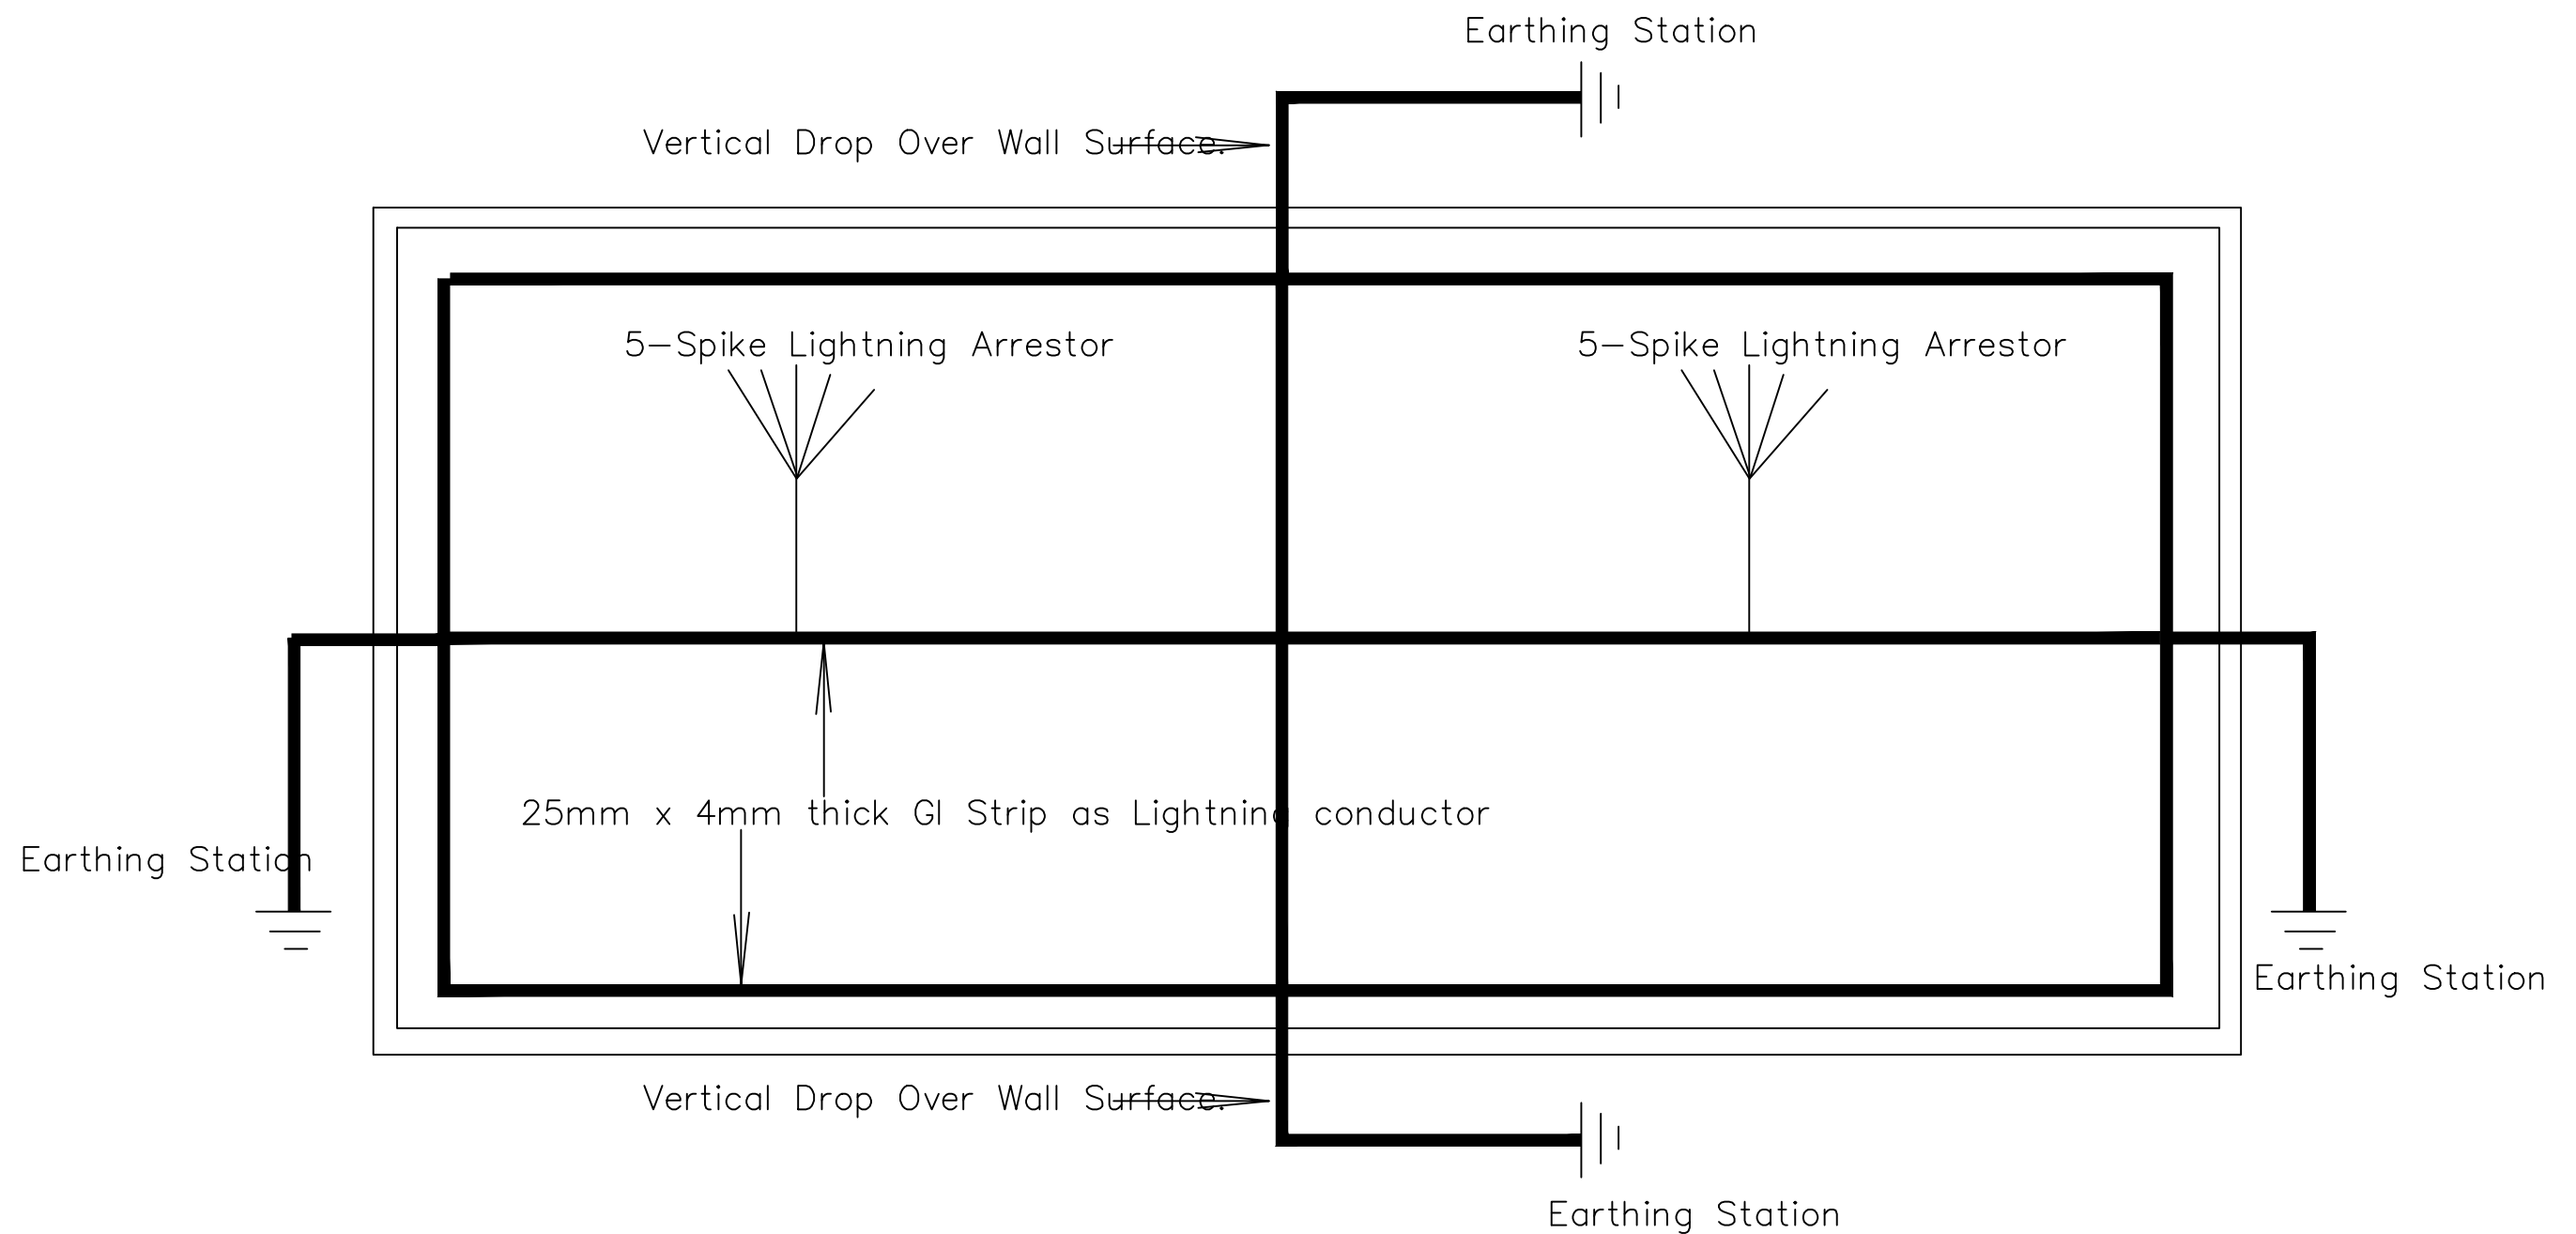 Earthing Station
Vertical Drop Over Wall Surface.
5-Spike Lightning Arrestor
5-Spike Lightning Arrestor
25mm x 4mm thick GI Strip as Lightning conductor
Earthing Station
Earthing Station
Vertical Drop Over Wall Surface.
Earthing Station